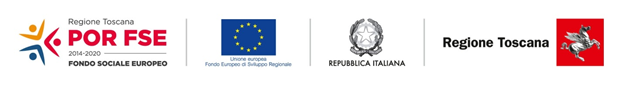 Regione Toscana
POR FSE
2014-2020
FONDO SOCIALE EUROPEO
Unione europea
Fondo Europeo di Sviluppo Regionale
REPUBBLICA ITALIANA
Regione Toscana